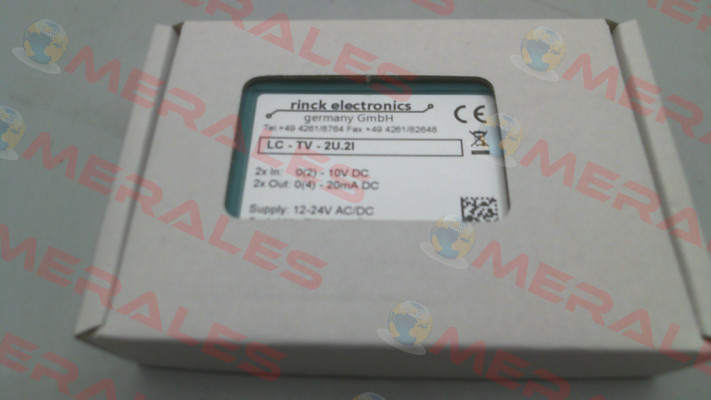 rinck electronics
germany GmbH
Tel +49 4261/8764 Fax +49 4261/82648
LC - TV - 2U.2I
2x In: 0(2) - 10V DC
2x Out: 0(4) - 20mA DC
Supply: 12-24V AC/DC
MERALES
MERALES
MERALES
MERALES
MERALES
MERALES